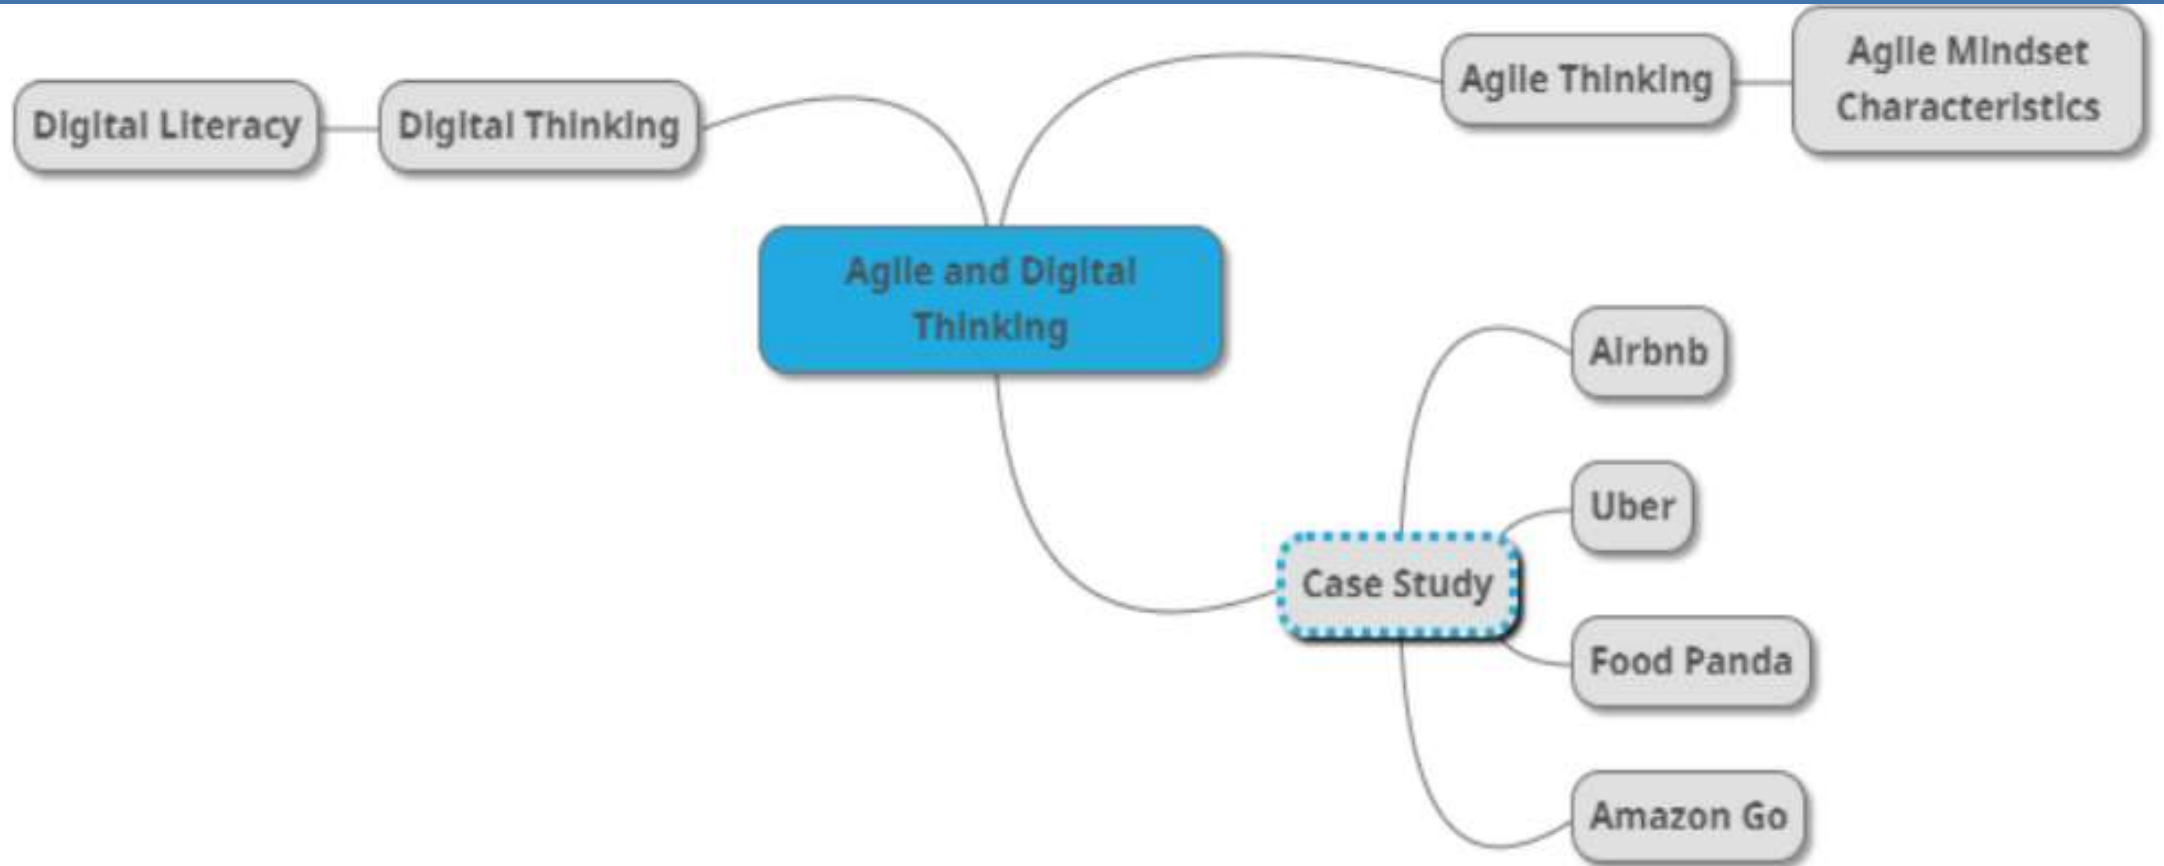 Digital Literacy
Digital Thinking
Agile Thinking
Agile Mindset
Characteristics
Agile and Digital
Thinking
Airbnb
Uber
Case Study
Food Panda
Amazon Go